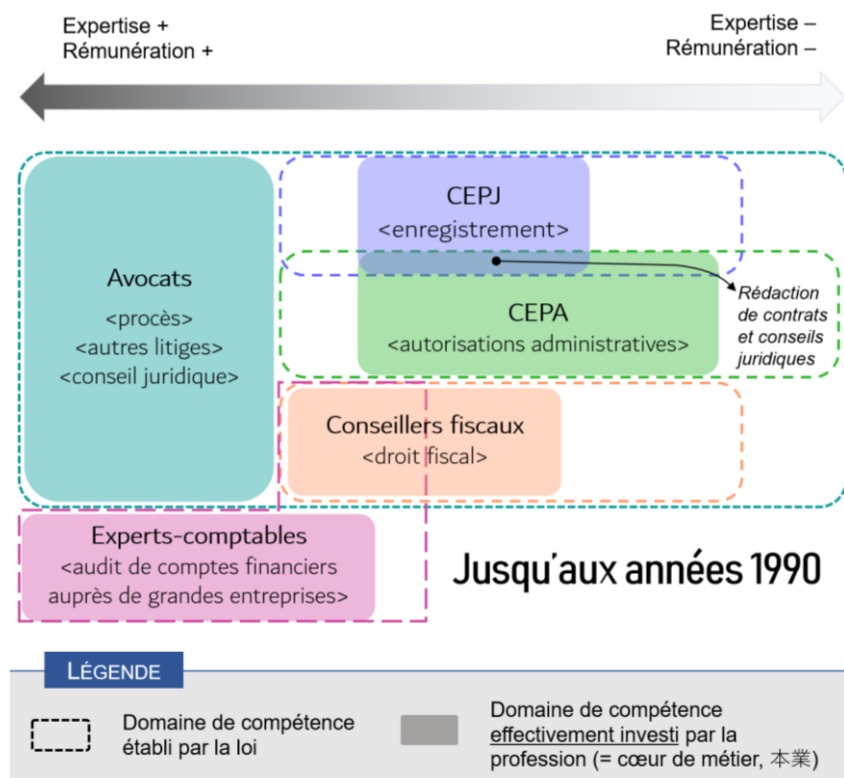 Expertise +
Rémunération +
Expertise –
Rémunération –
CEPJ
<enregistrement>
Avocats
<procès>
<autres litiges>
<conseil juridique>
CEPA
<autorisations administratives>
Rédaction
de contrats
et conseils
juridiques
Conseillers fiscaux
<droit fiscal>
Experts-comptables
<audit de comptes financiers
auprès de grandes entreprises>
Jusqu'aux années 1990
LÉGENDE
Domaine de compétence
établi par la loi
Domaine de compétence
effectivement investi par la
profession (= cœur de métier, 本業)